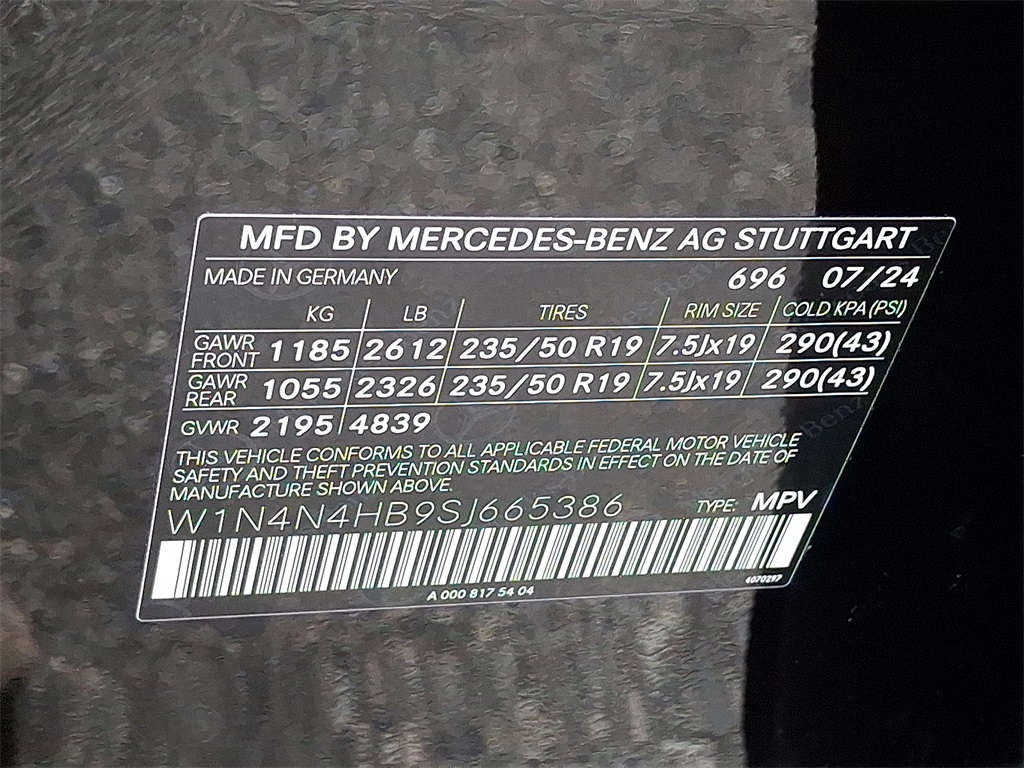 MFD BY MERCEDES-BENZ AG STUTTGART
MADE IN GERMANY 696 07/24
KG LB TIRES RIM SIZE COLD KPA (PSI)
GAWR FRONT 1185 2612 235/50 R19 7.5Jx19 290(43)
GAWR REAR 1055 2326 235/50 R19 7.5Jx19 290(43)
GVWR 2195 4839
THIS VEHICLE CONFORMS TO ALL APPLICABLE FEDERAL MOTOR VEHICLE
SAFETY AND THEFT PREVENTION STANDARDS IN EFFECT ON THE DATE OF
MANUFACTURE SHOWN ABOVE.
W1N4N4HB9SJ665386 TYPE: MPV
A 000 817 54 04